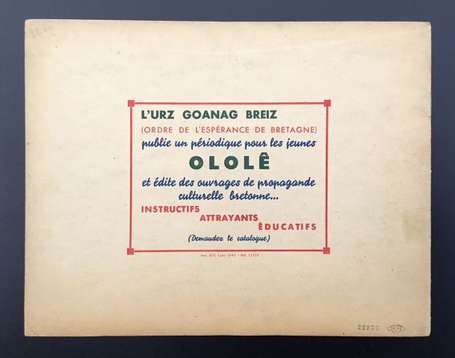 L'URZ GOANAG BREIZ
(ORDRE DE L'ESPÉRANCE DE BRETAGNE)
publie un périodique pour les jeunes
OLOLÊ
et édite des ouvrages de propagande
culturelle bretonne...
INSTRUCTIFS
ATTRAYANTS
ÉDUCATIFS
(Demandez le catalogue)